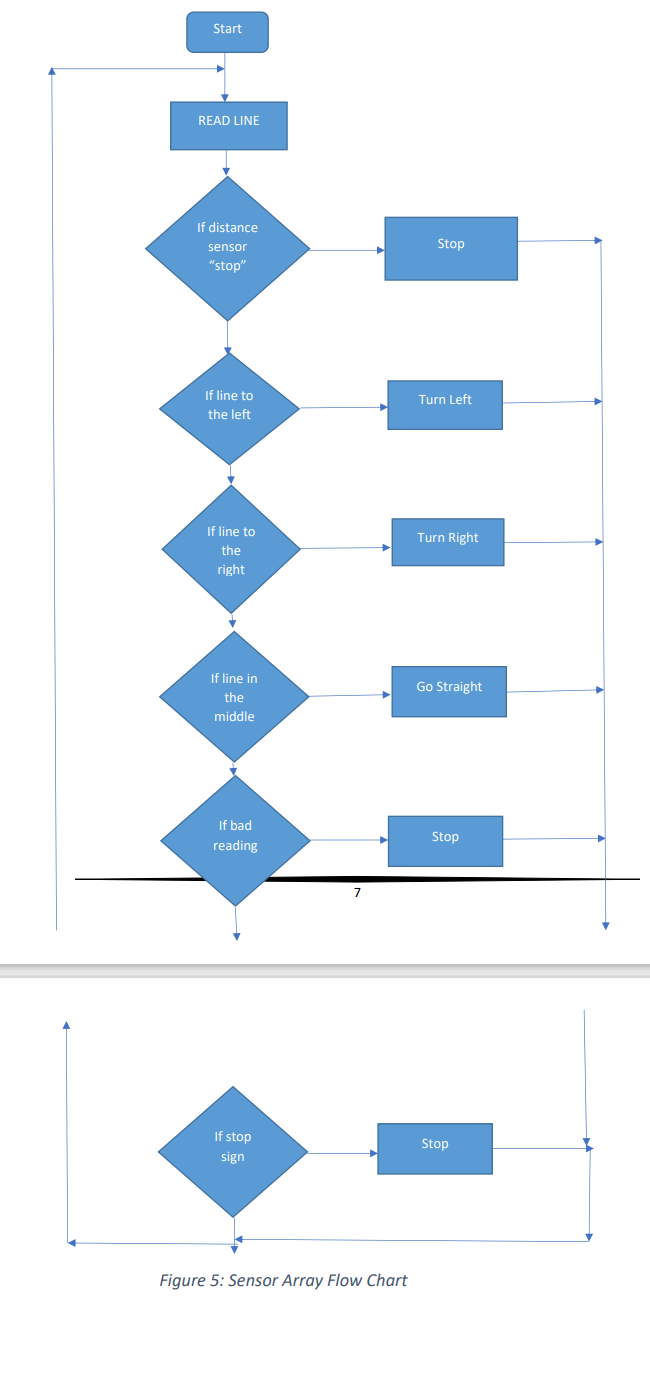 Start
READ LINE
If distance
sensor
“stop”
Stop
If line to
the left
Turn Left
If line to
the
right
Turn Right
If line in
the
middle
Go Straight
If bad
reading
Stop
7
If stop
sign
Stop
Figure 5: Sensor Array Flow Chart